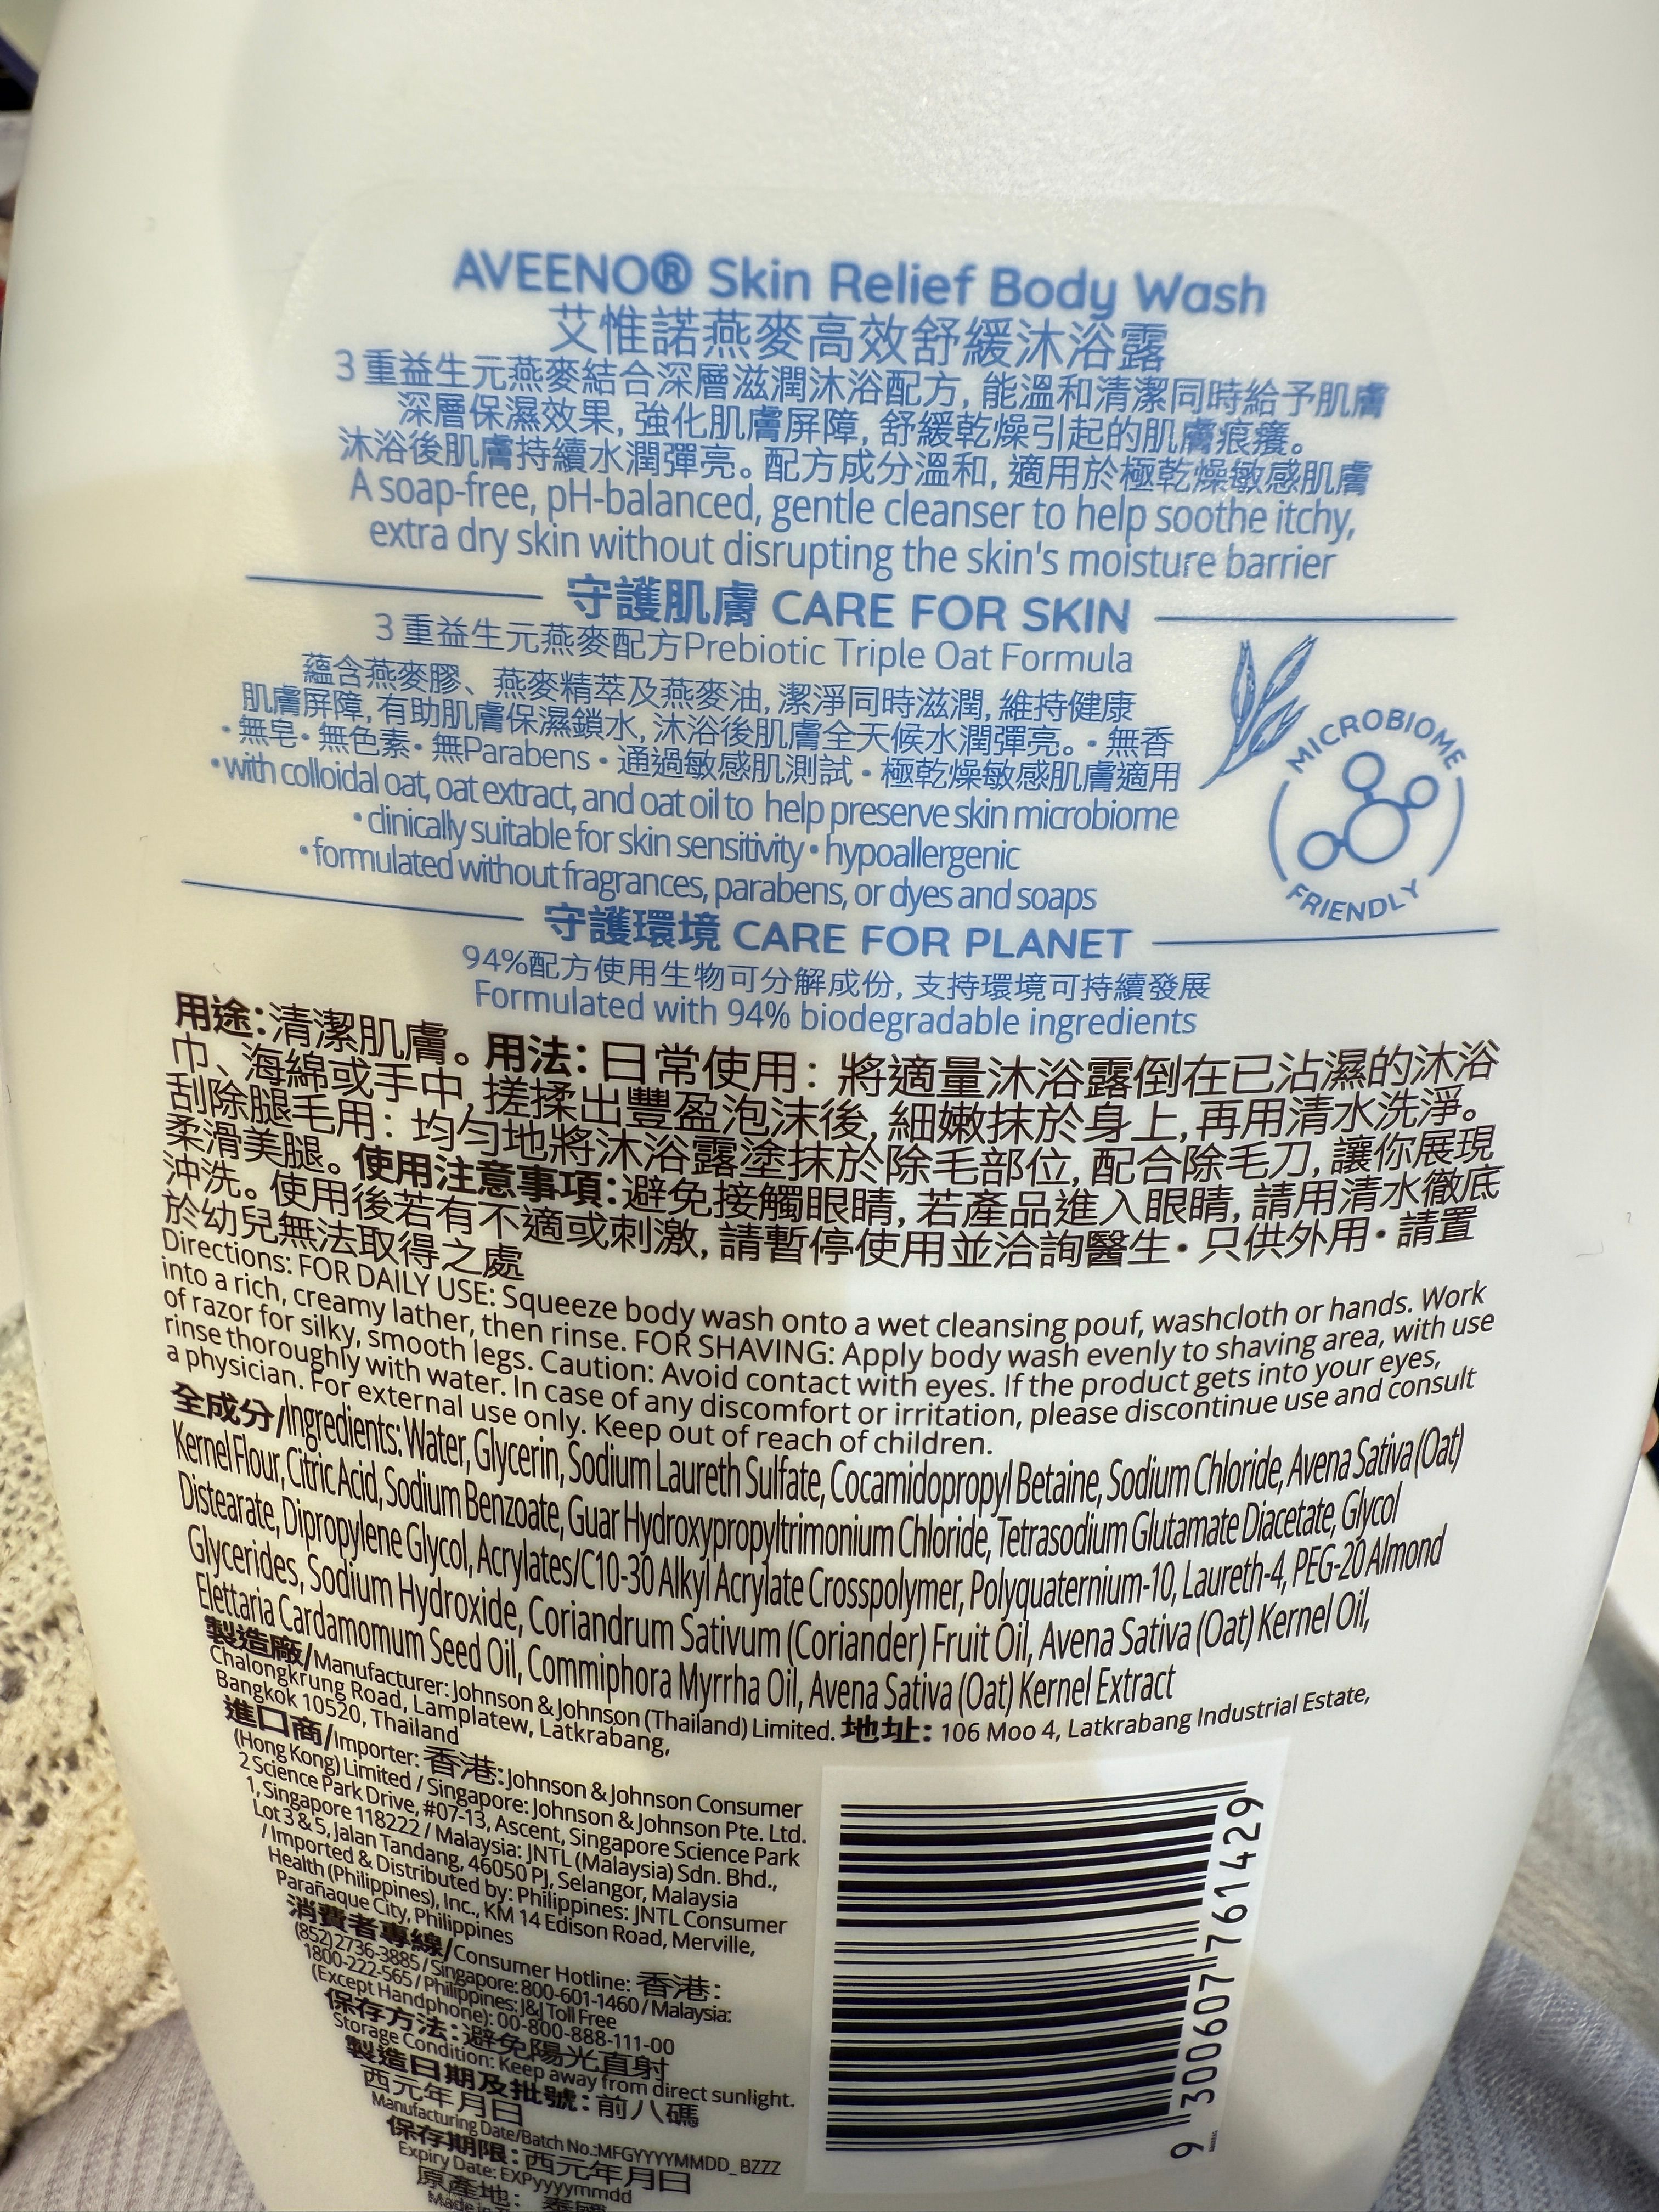 AVEENO® Skin Relief Body Wash
艾惟諾燕麥高效舒緩沐浴露
3重益生元燕麥結合深層滋潤沐浴配方, 能溫和清潔同時給予肌膚
深層保濕效果, 強化肌膚屏障, 舒緩乾燥引起的肌膚痕癢。
沐浴後肌膚持續水潤彈亮。配方成分溫和, 適用於極乾燥敏感肌膚
A soap-free, pH-balanced, gentle cleanser to help soothe itchy,
extra dry skin without disrupting the skin's moisture barrier
守護肌膚 CARE FOR SKIN
3重益生元燕麥配方Prebiotic Triple Oat Formula
蘊含燕麥膠、燕麥精萃及燕麥油, 潔淨同時滋潤, 維持健康
肌膚屏障, 有助肌膚保濕鎖水, 沐浴後肌膚全天候水潤彈亮。• 無香
• 無皂• 無色素• 無Parabens • 通過敏感肌測試 • 極乾燥敏感肌膚適用
•with colloidal oat, oat extract, and oat oil to help preserve skin microbiome
• clinically suitable for skin sensitivity • hypoallergenic
• formulated without fragrances, parabens, or dyes and soaps
MICROBIOME
FRIENDLY
守護環境 CARE FOR PLANET
94%配方使用生物可分解成份, 支持環境可持續發展
Formulated with 94% biodegradable ingredients
用途:清潔肌膚。用法: 日常使用: 將適量沐浴露倒在已沾濕的沐浴
巾、海綿或手中, 搓揉出豐盈泡沫後, 細嫩抹於身上, 再用清水洗淨。
刮除腿毛用: 均勻地將沐浴露塗抹於除毛部位, 配合除毛刀, 讓你展現
柔滑美腿。使用注意事項:避免接觸眼睛, 若產品進入眼睛, 請用清水徹底
沖洗。使用後若有不適或刺激, 請暫停使用並洽詢醫生 • 只供外用 • 請置
於幼兒無法取得之處
Directions: FOR DAILY USE: Squeeze body wash onto a wet cleansing pouf, washcloth or hands. Work
into a rich, creamy lather, then rinse. FOR SHAVING: Apply body wash evenly to shaving area, with use
of razor for silky, smooth legs. Caution: Avoid contact with eyes. If the product gets into your eyes,
rinse thoroughly with water. In case of any discomfort or irritation, please discontinue use and consult
a physician. For external use only. Keep out of reach of children.
全成分/Ingredients: Water, Glycerin, Sodium Laureth Sulfate, Cocamidopropyl Betaine, Sodium Chloride, Avena Sativa (Oat)
Kernel Flour, Citric Acid, Sodium Benzoate, Guar Hydroxypropyltrimonium Chloride, Tetrasodium Glutamate Diacetate, Glycol
Distearate, Dipropylene Glycol, Acrylates/C10-30 Alkyl Acrylate Crosspolymer, Polyquaternium-10, Laureth-4, PEG-20 Almond
Glycerides, Sodium Hydroxide, Coriandrum Sativum (Coriander) Fruit Oil, Avena Sativa (Oat) Kernel Oil,
Elettaria Cardamomum Seed Oil, Commiphora Myrrha Oil, Avena Sativa (Oat) Kernel Extract
製造廠/Manufacturer: Johnson & Johnson (Thailand) Limited. 地址: 106 Moo 4, Latkrabang Industrial Estate,
Chalongkrung Road, Lamplatew, Latkrabang,
Bangkok 10520, Thailand
進口商/Importer: 香港: Johnson & Johnson Consumer
(Hong Kong) Limited / Singapore: Johnson & Johnson Pte. Ltd.
2 Science Park Drive, #07-13, Ascent, Singapore Science Park
1, Singapore 118222 / Malaysia: JNTL (Malaysia) Sdn. Bhd.,
Lot 3 & 5, Jalan Tandang, 46050 PJ, Selangor, Malaysia
/ Imported & Distributed by: Philippines: JNTL Consumer
Health (Philippines), Inc., KM 14 Edison Road, Merville,
Parañaque City, Philippines
消費者專線/Consumer Hotline: 香港:
(852)2736-3885 / Singapore: 800-601-1460 / Malaysia:
1800-222-565 / Philippines: J&J Toll Free
(Except Handphone): 00-800-888-111-00
保存方法: 避免陽光直射
Storage Condition: Keep away from direct sunlight.
製造日期及批號: 前八碼
西元年月日
Manufacturing Date/Batch No.:MFGYYYYMMDD_BZZZ
保存期限: 西元年月日
Expiry Date: EXPyyyymmdd
原產地: 泰國
Made in
9 300607 761429